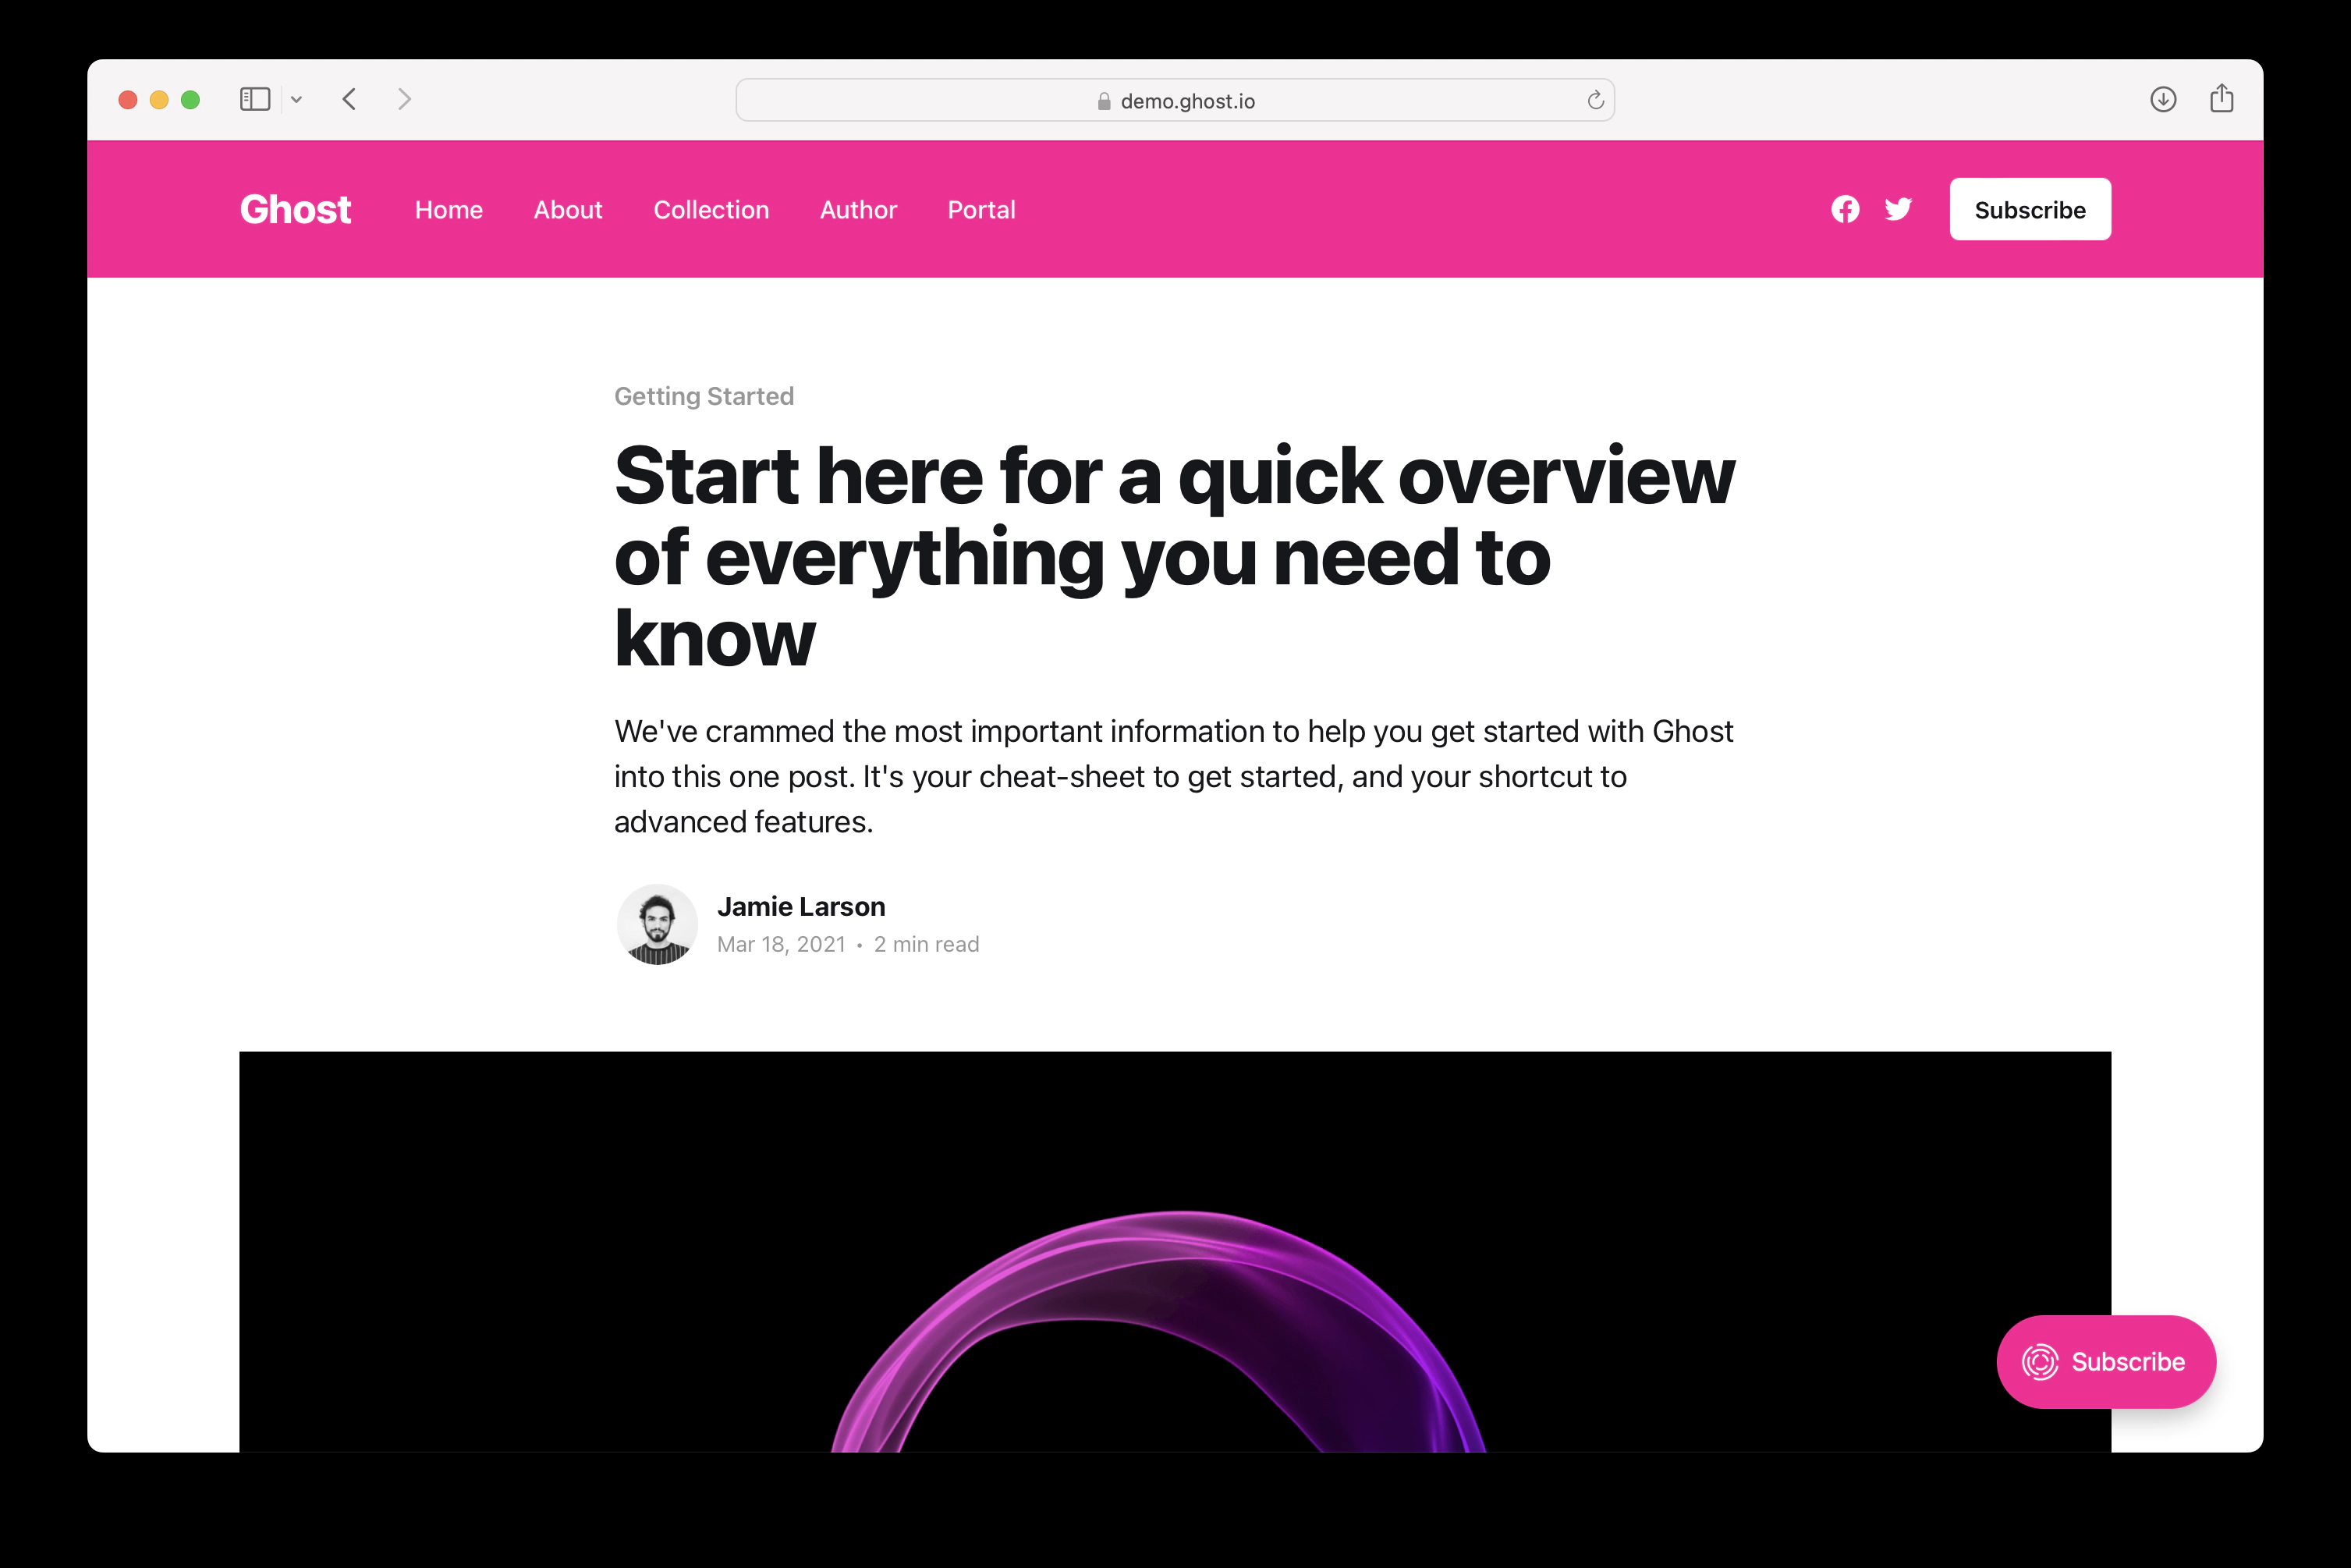 demo.ghost.io
Ghost Home About Collection Author Portal Subscribe
Getting Started
Start here for a quick overview
of everything you need to
know
We've crammed the most important information to help you get started with Ghost
into this one post. It's your cheat-sheet to get started, and your shortcut to
advanced features.
Jamie Larson
Mar 18, 2021 • 2 min read
Subscribe